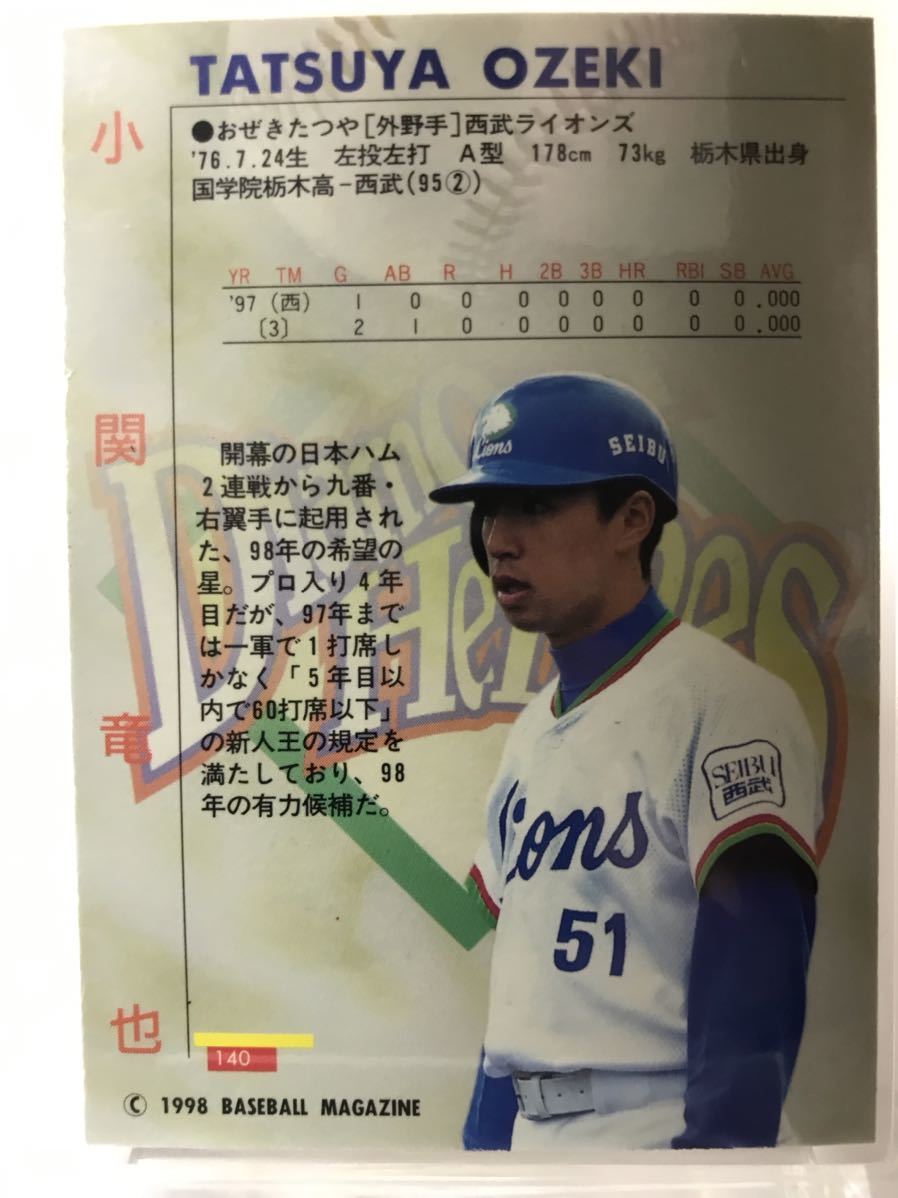 TATSUYA OZEKI
小関竜也
●おぜきたつや[外野手]西武ライオンズ
'76.7.24生 左投左打 A型 178cm 73kg 栃木県出身
国学院栃木高-西武(95②)
YR TM G AB R H 2B 3B HR RBI SB AVG
'97 (西) 1 0 0 0 0 0 0 0 0 .000
〔3〕 2 1 0 0 0 0 0 0 0 .000
開幕の日本ハム
2連戦から九番・
右翼手に起用され
た、98年の希望の
星。プロ入り4年
目だが、97年まで
は一軍で1打席し
かなく「5年目以
内で60打席以下」
の新人王の規定を
満たしており、98
年の有力候補だ。
Lions
SEIBU
SEIBU
西武
Lions
51
140
© 1998 BASEBALL MAGAZINE